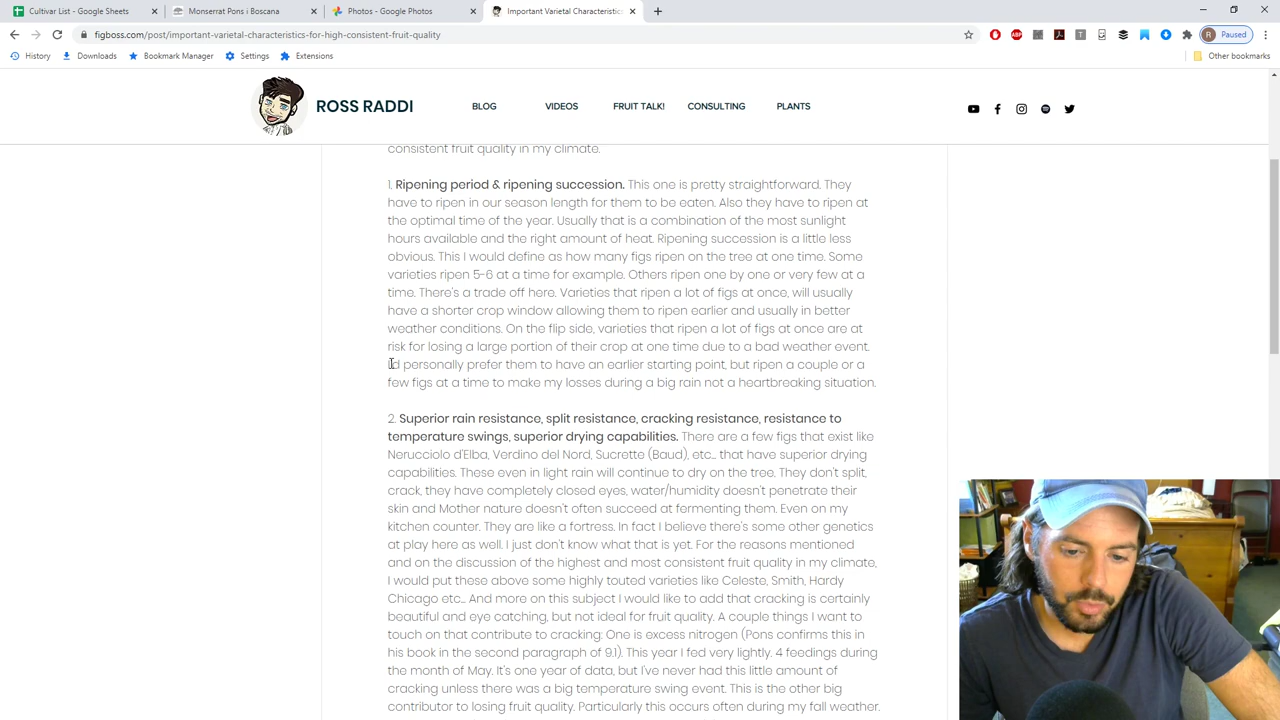 Cultivar List - Google Sheets × Monserrat Pons i Boscana × Photos - Google Photos × Important Varietal Characteristics ×
figboss.com/post/important-varietal-characteristics-for-high-consistent-fruit-quality Paused
History Downloads Bookmark Manager Settings Extensions Other bookmarks
ROSS RADDI BLOG VIDEOS FRUIT TALK! CONSULTING PLANTS
consistent fruit quality in my climate.
1. Ripening period & ripening succession. This one is pretty straightforward. They
have to ripen in our season length for them to be eaten. Also they have to ripen at
the optimal time of the year. Usually that is a combination of the most sunlight
hours available and the right amount of heat. Ripening succession is a little less
obvious. This I would define as how many figs ripen on the tree at one time. Some
varieties ripen 5-6 at a time for example. Others ripen one by one or very few at a
time. There's a trade off here. Varieties that ripen a lot of figs at once, will usually
have a shorter crop window allowing them to ripen earlier and usually in better
weather conditions. On the flip side, varieties that ripen a lot of figs at once are at
risk for losing a large portion of their crop at one time due to a bad weather event.
I'd personally prefer them to have an earlier starting point, but ripen a couple or a
few figs at a time to make my losses during a big rain not a heartbreaking situation.
2. Superior rain resistance, split resistance, cracking resistance, resistance to
temperature swings, superior drying capabilities. There are a few figs that exist like
Nerucciolo d'Elba, Verdino del Nord, Sucrette (Baud), etc... that have superior drying
capabilities. These even in light rain will continue to dry on the tree. They don't split,
crack, they have completely closed eyes, water/humidity doesn't penetrate their
skin and Mother nature doesn't often succeed at fermenting them. Even on my
kitchen counter. They are like a fortress. In fact I believe there's some other genetics
at play here as well. I just don't know what that is yet. For the reasons mentioned
and on the discussion of the highest and most consistent fruit quality in my climate,
I would put these above some highly touted varieties like Celeste, Smith, Hardy
Chicago etc... And more on this subject I would like to add that cracking is certainly
beautiful and eye catching, but not ideal for fruit quality. A couple things I want to
touch on that contribute to cracking: One is excess nitrogen (Pons confirms this in
his book in the second paragraph of 9.1). This year I fed very lightly. 4 feedings during
the month of May. It's one year of data, but I've never had this little amount of
cracking unless there was a big temperature swing event. This is the other big
contributor to losing fruit quality. Particularly this occurs often during my fall weather.